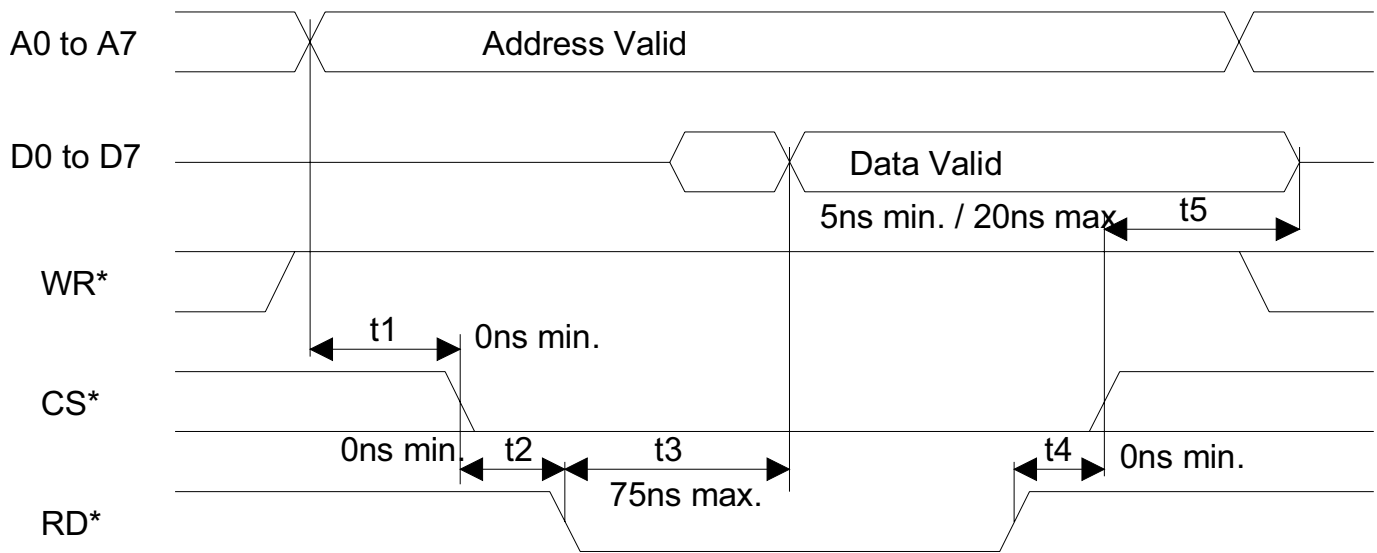 A0 to A7
Address Valid
D0 to D7
Data Valid
5ns min. / 20ns max
t5
WR*
t1
0ns min.
CS*
0ns min.
t2
t3
t4
0ns min.
75ns max.
RD*